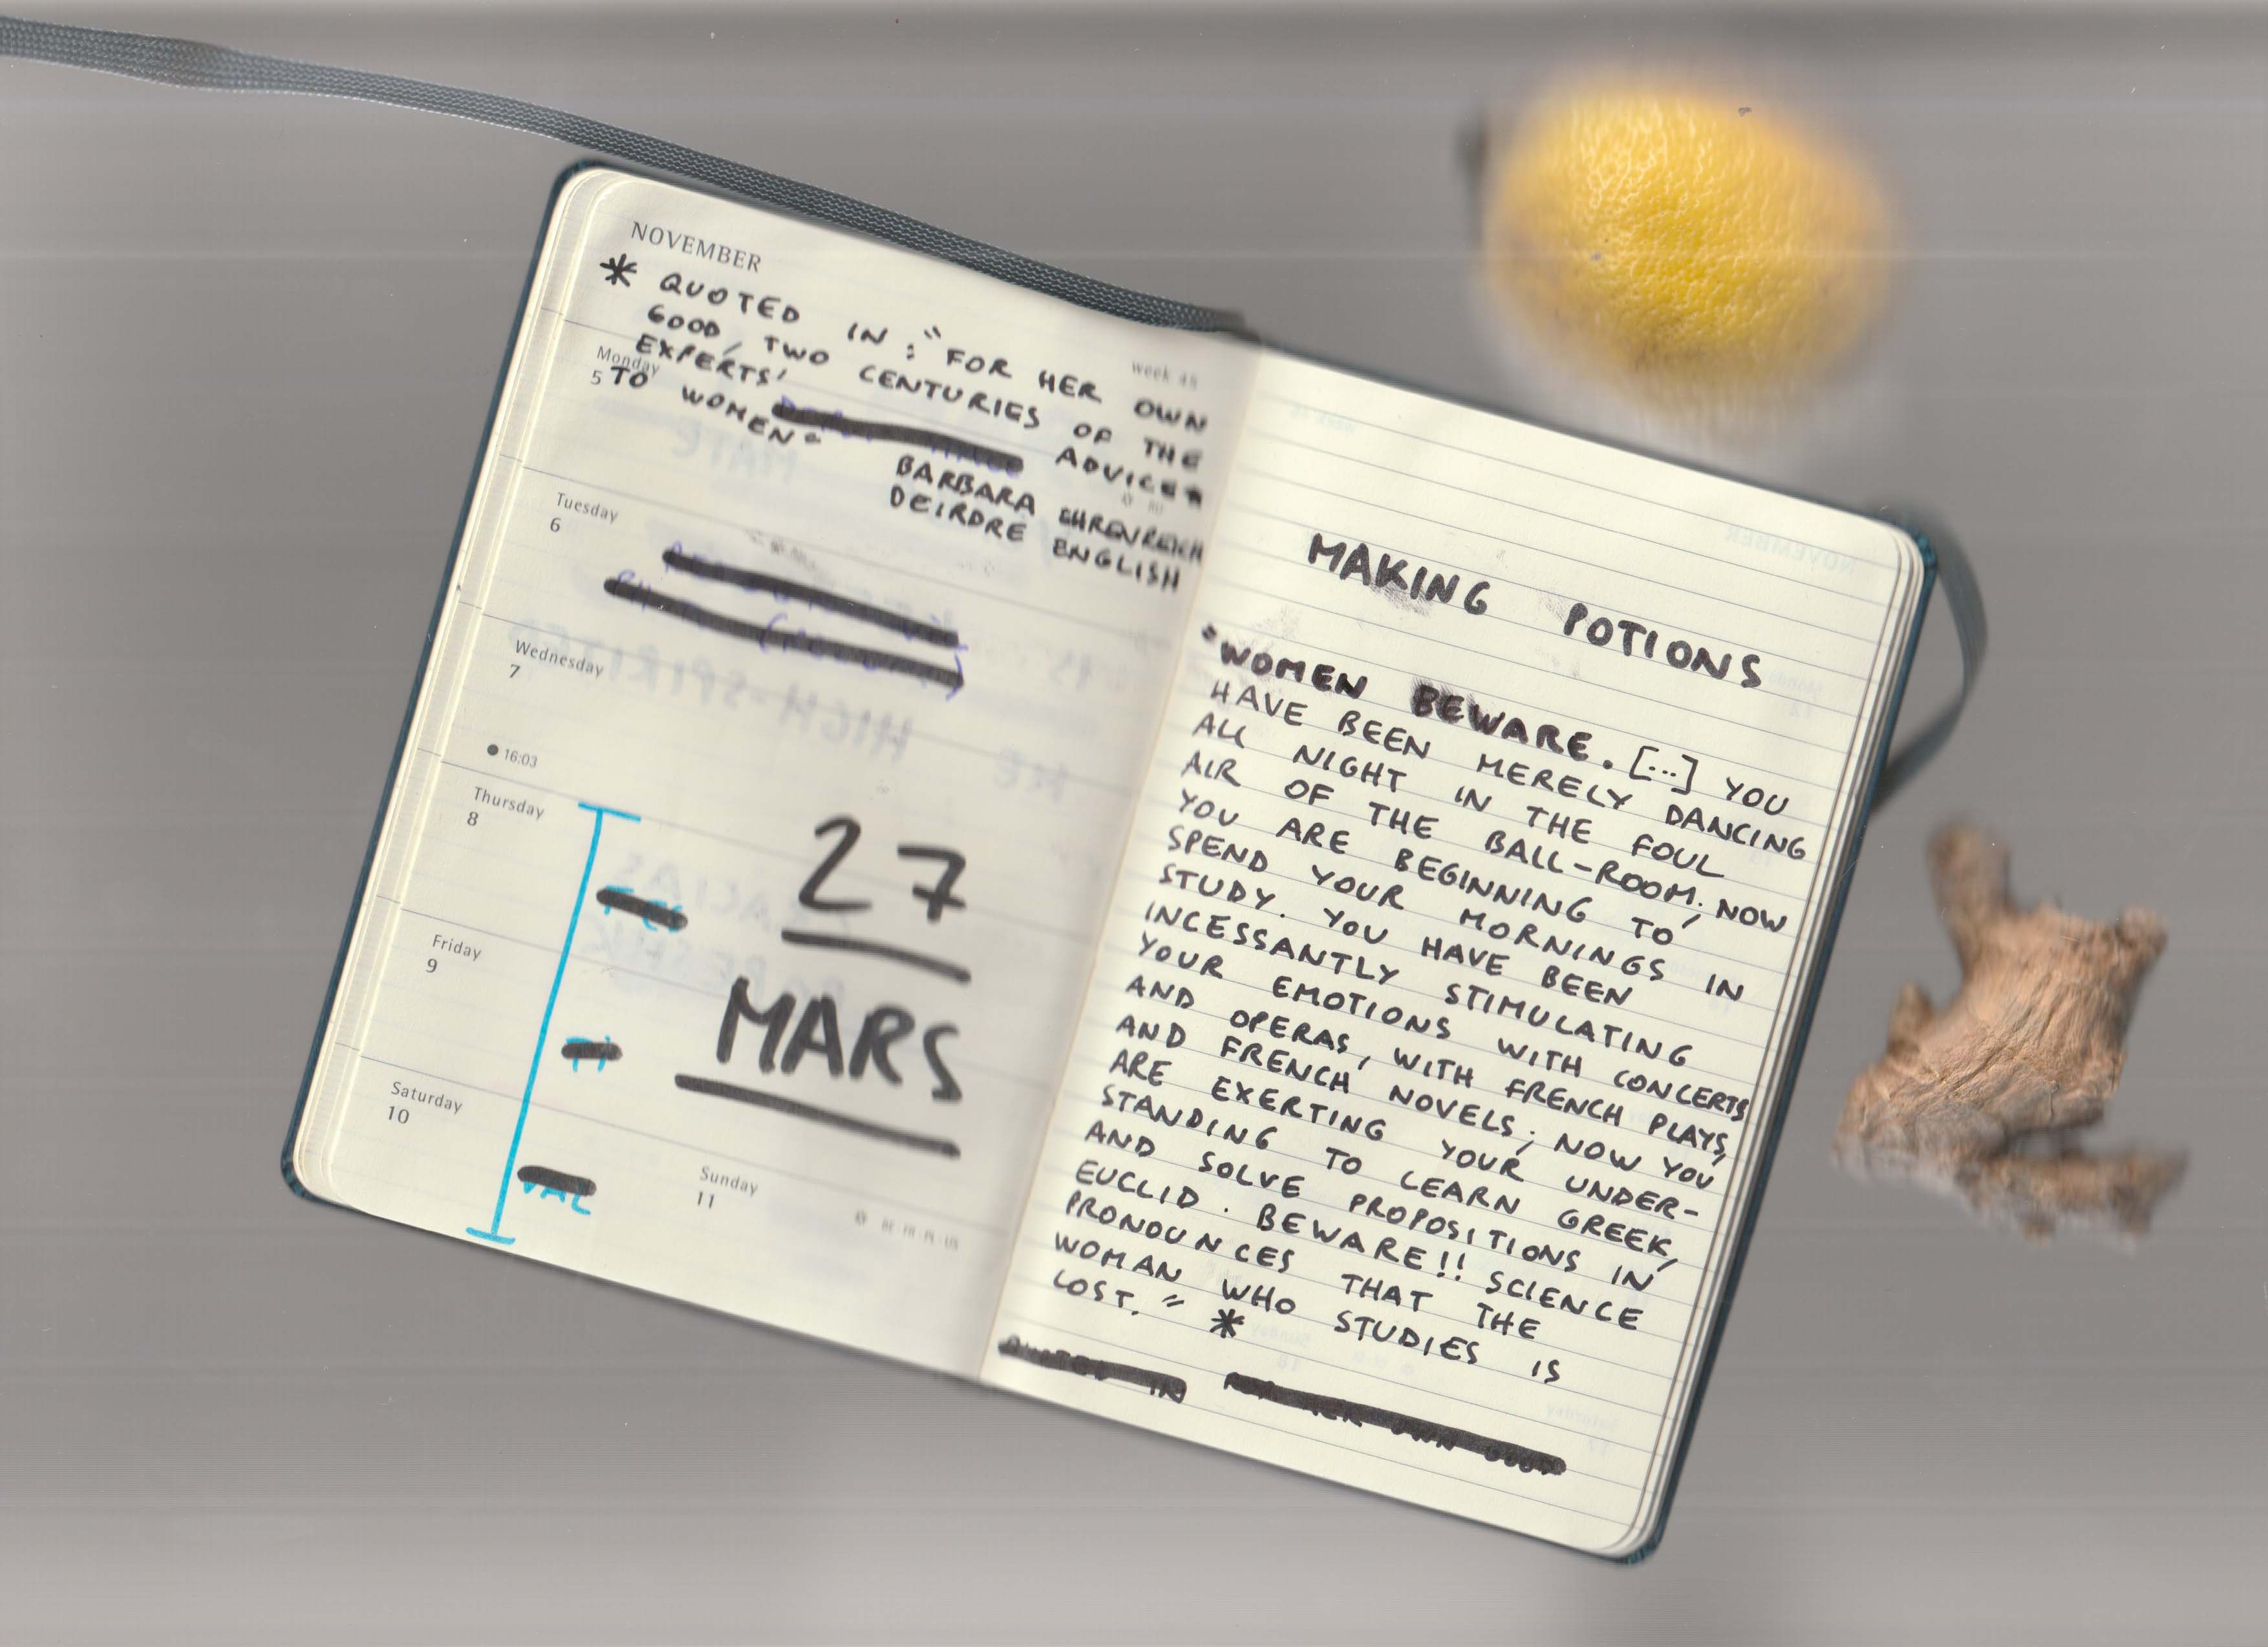 NOVEMBER
week 45
* QUOTED IN: "FOR HER OWN
GOOD, TWO CENTURIES OF THE
EXPERTS' ADVICE
TO WOMEN"
BARBARA EHRENREICH
DEIRDRE ENGLISH
Monday
5
Tuesday
6
Wednesday
7
16:03
Thursday
8
27
MARS
Friday
9
Saturday
10
Sunday
11
MAKING POTIONS
"WOMEN BEWARE. [...] YOU
HAVE BEEN MERELY DANCING
ALL NIGHT IN THE FOUL
AIR OF THE BALL-ROOM. NOW
YOU ARE BEGINNING TO
SPEND YOUR MORNINGS IN
STUDY. YOU HAVE BEEN
INCESSANTLY STIMULATING
YOUR EMOTIONS WITH CONCERTS
AND OPERAS, WITH FRENCH PLAYS,
AND FRENCH NOVELS; NOW YOU
ARE EXERTING YOUR UNDER-
STANDING TO LEARN GREEK,
AND SOLVE PROPOSITIONS IN
EUCLID. BEWARE!! SCIENCE
PRONOUNCES THAT THE
WOMAN WHO STUDIES IS
LOST." *